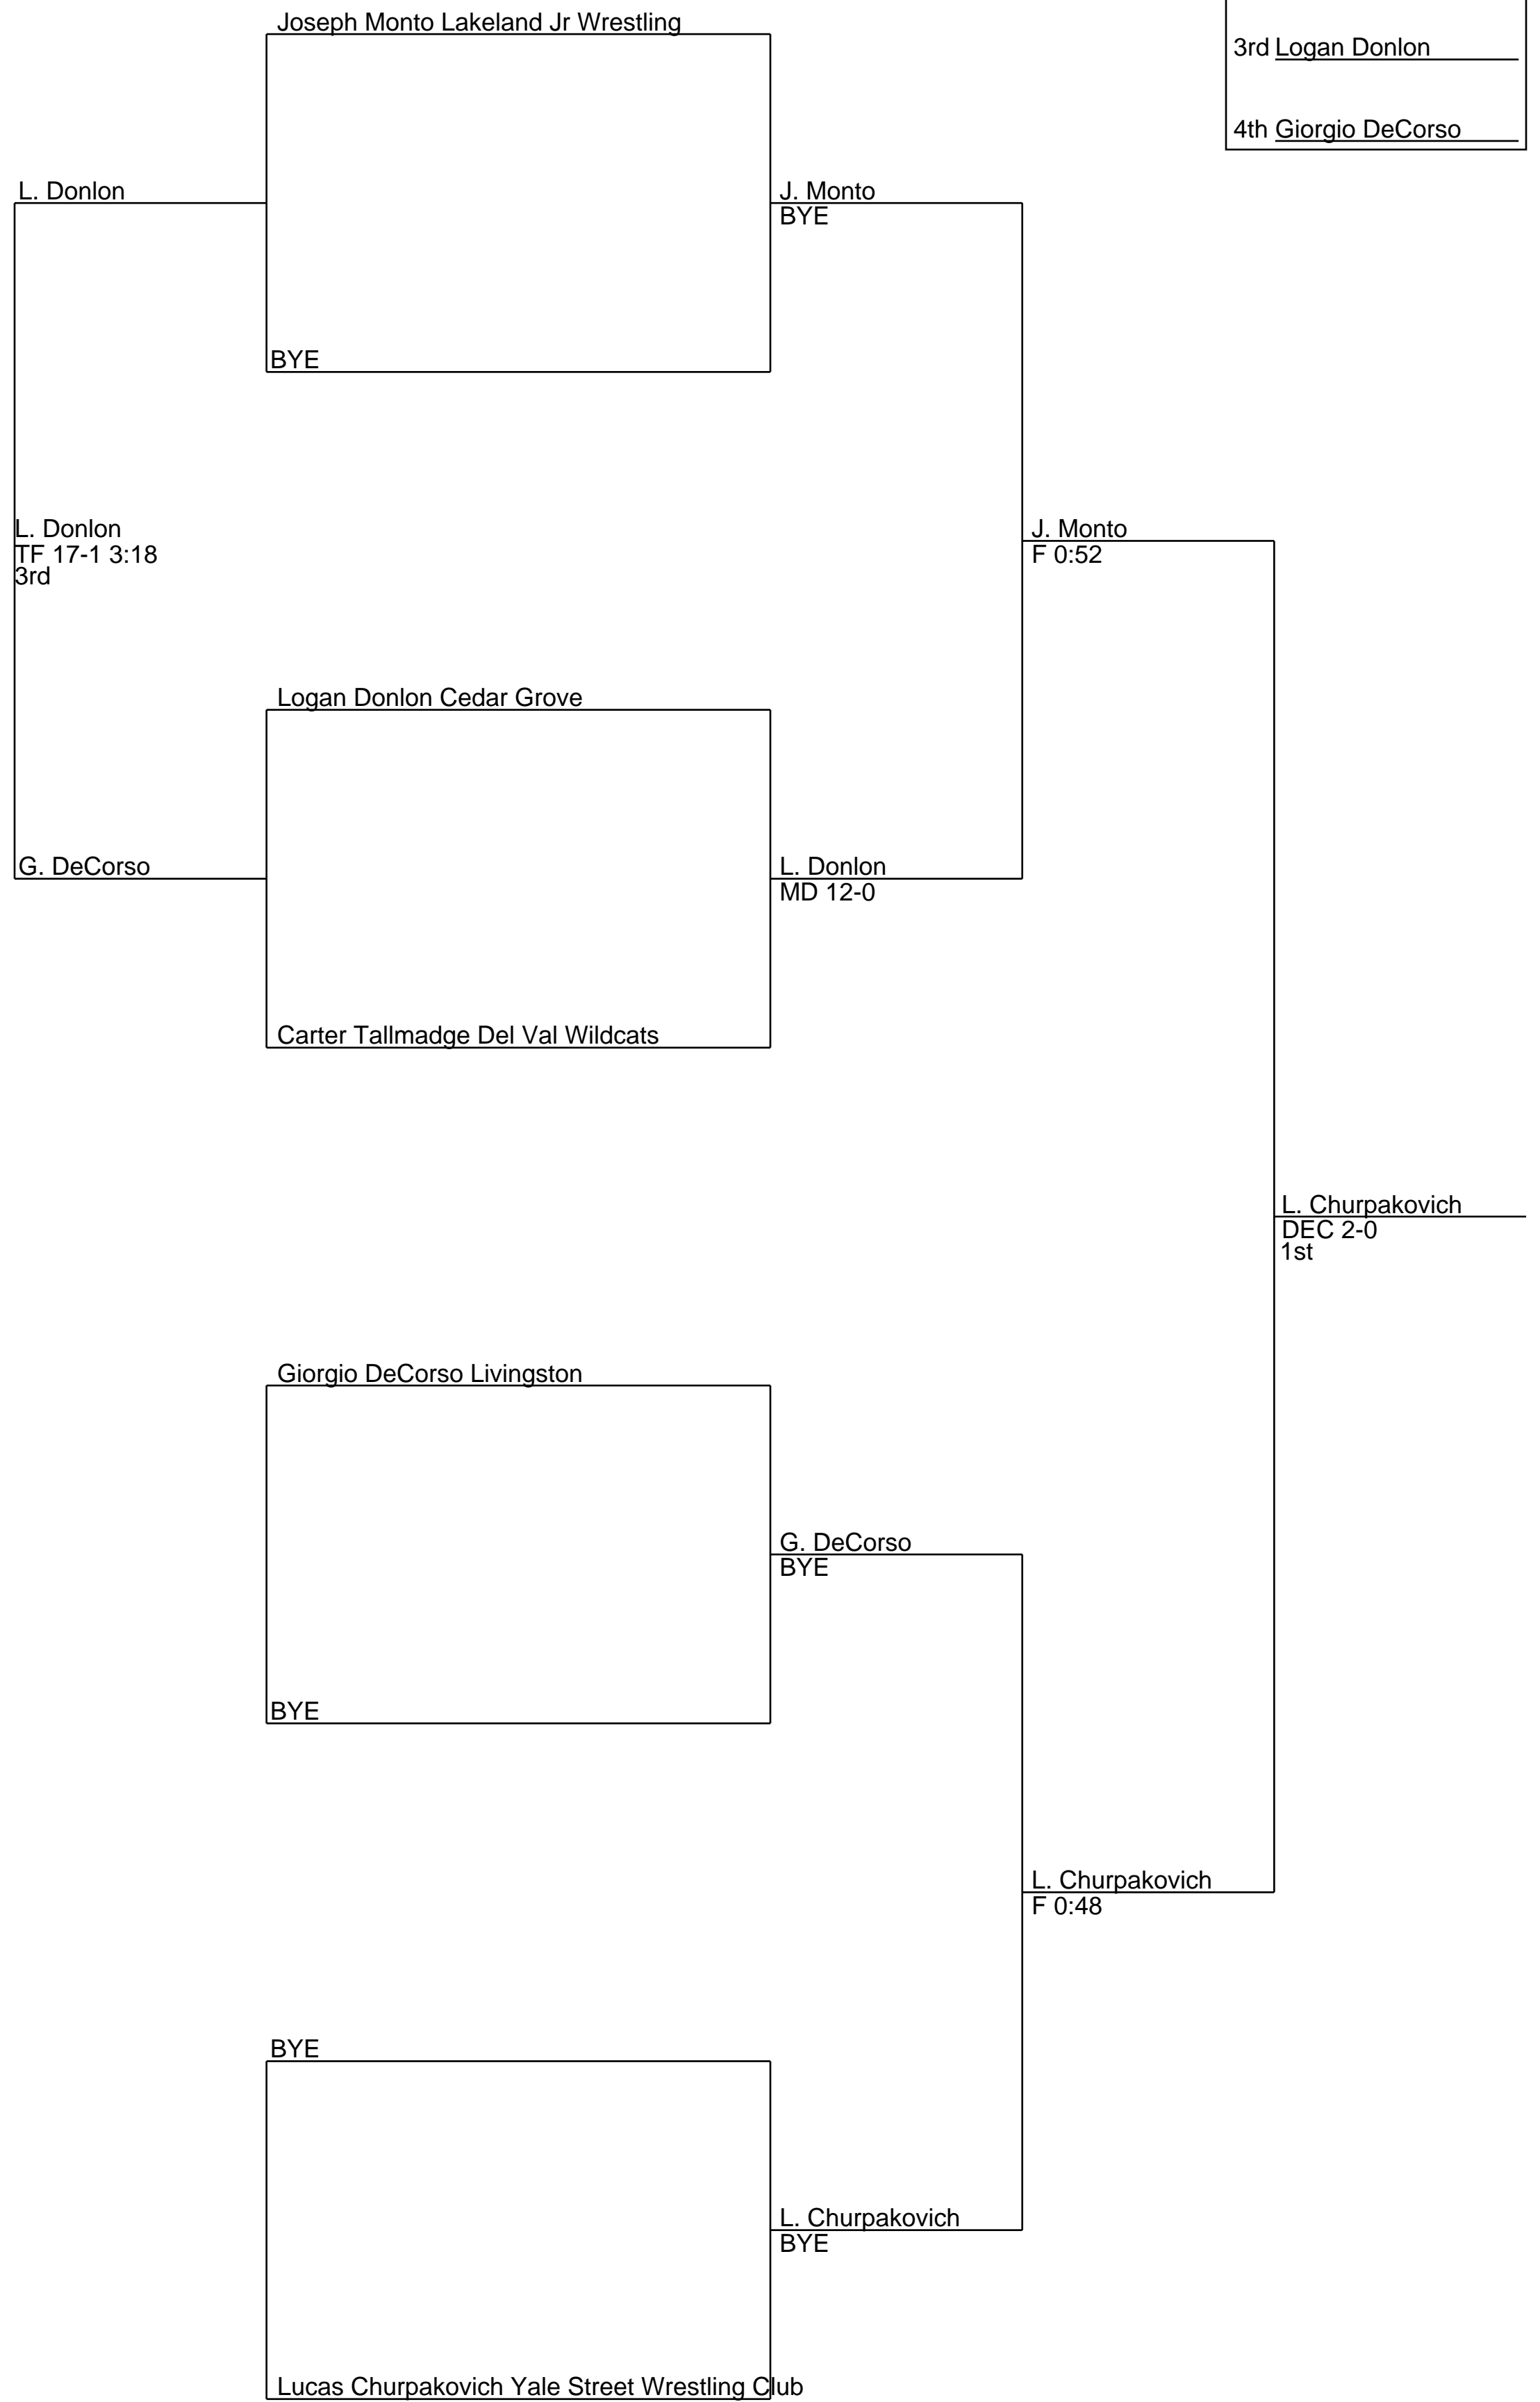 Joseph Monto Lakeland Jr Wrestling
3rd Logan Donlon
4th Giorgio DeCorso
L. Donlon
J. Monto
BYE
BYE
L. Donlon
TF 17-1 3:18
3rd
J. Monto
F 0:52
Logan Donlon Cedar Grove
G. DeCorso
L. Donlon
MD 12-0
Carter Tallmadge Del Val Wildcats
L. Churpakovich
DEC 2-0
1st
Giorgio DeCorso Livingston
G. DeCorso
BYE
BYE
L. Churpakovich
F 0:48
BYE
L. Churpakovich
BYE
Lucas Churpakovich Yale Street Wrestling Club